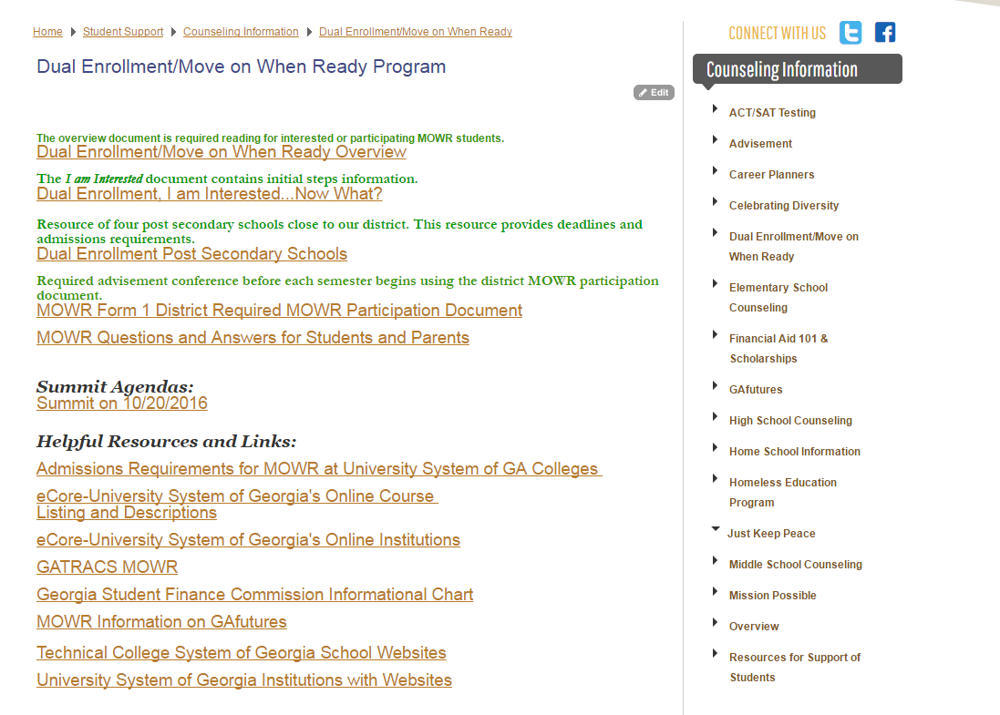 Home Student Support Counseling Information Dual Enrollment/Move on When Ready
Dual Enrollment/Move on When Ready Program
Edit
The overview document is required reading for interested or participating MOWR students.
Dual Enrollment/Move on When Ready Overview
The I am Interested document contains initial steps information.
Dual Enrollment, I am Interested...Now What?
Resource of four post secondary schools close to our district. This resource provides deadlines and
admissions requirements.
Dual Enrollment Post Secondary Schools
Required advisement conference before each semester begins using the district MOWR participation
document.
MOWR Form 1 District Required MOWR Participation Document
MOWR Questions and Answers for Students and Parents
Summit Agendas:
Summit on 10/20/2016
Helpful Resources and Links:
Admissions Requirements for MOWR at University System of GA Colleges
eCore-University System of Georgia's Online Course
Listing and Descriptions
eCore-University System of Georgia's Online Institutions
GATRACS MOWR
Georgia Student Finance Commission Informational Chart
MOWR Information on GAfutures
Technical College System of Georgia School Websites
University System of Georgia Institutions with Websites
CONNECT WITH US
Counseling Information
ACT/SAT Testing
Advisement
Career Planners
Celebrating Diversity
Dual Enrollment/Move on
When Ready
Elementary School
Counseling
Financial Aid 101 &
Scholarships
GAfutures
High School Counseling
Home School Information
Homeless Education
Program
Just Keep Peace
Middle School Counseling
Mission Possible
Overview
Resources for Support of
Students